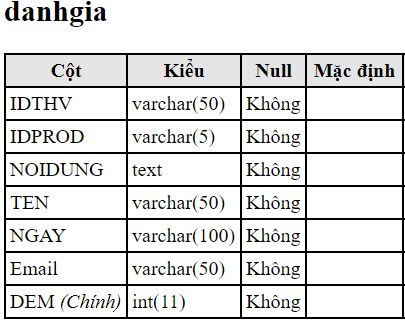 danhgia
Cột Kiểu Null Mặc định
IDTHV varchar(50) Không
IDPROD varchar(5) Không
NOIDUNG text Không
TEN varchar(50) Không
NGAY varchar(100) Không
Email varchar(50) Không
DEM (Chính) int(11) Không